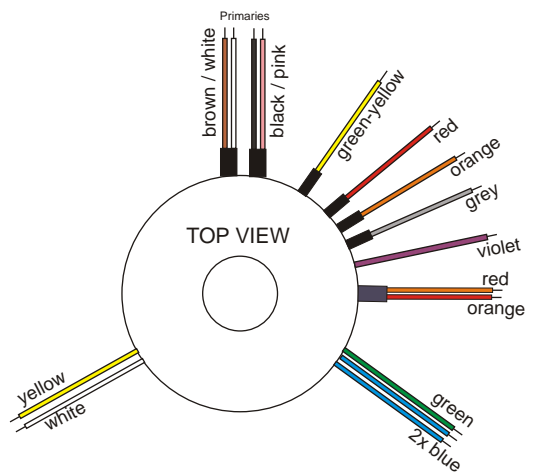 Primaries
brown / white
black / pink
green-yellow
red
orange
grey
violet
red
orange
TOP VIEW
yellow
white
green
2x blue